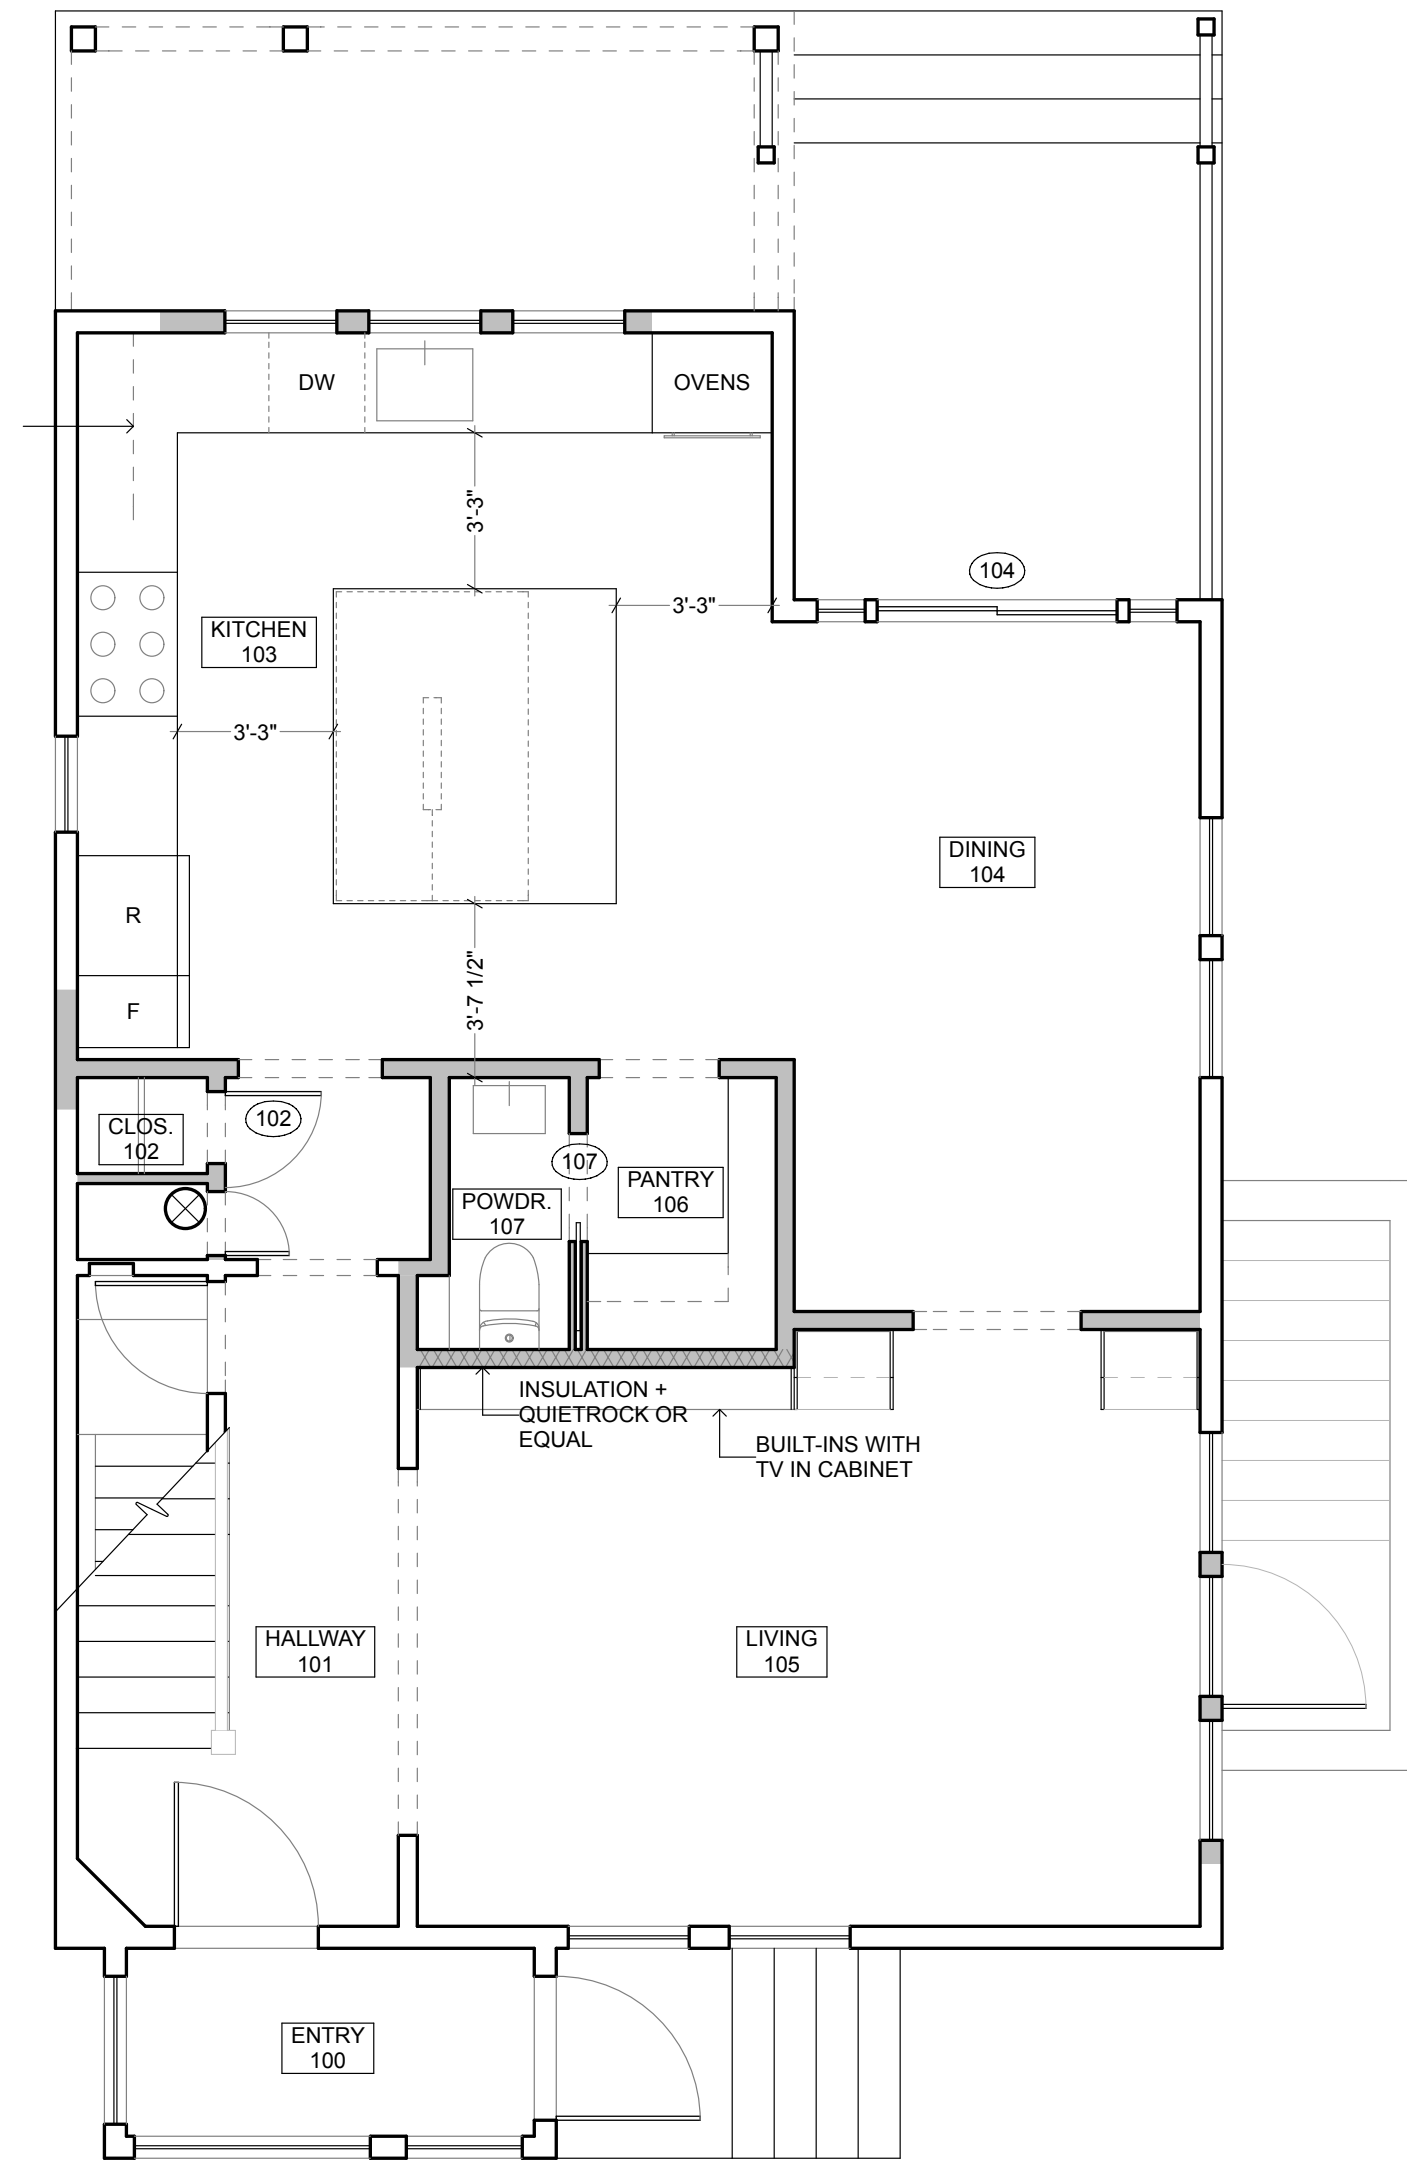 DW
OVENS
3'-3"
104
3'-3"
KITCHEN
103
3'-3"
DINING
104
R
3'-7 1/2"
F
CLOS.
102
102
107
PANTRY
106
POWDR.
107
INSULATION +
QUIETROCK OR
EQUAL
BUILT-INS WITH
TV IN CABINET
HALLWAY
101
LIVING
105
ENTRY
100